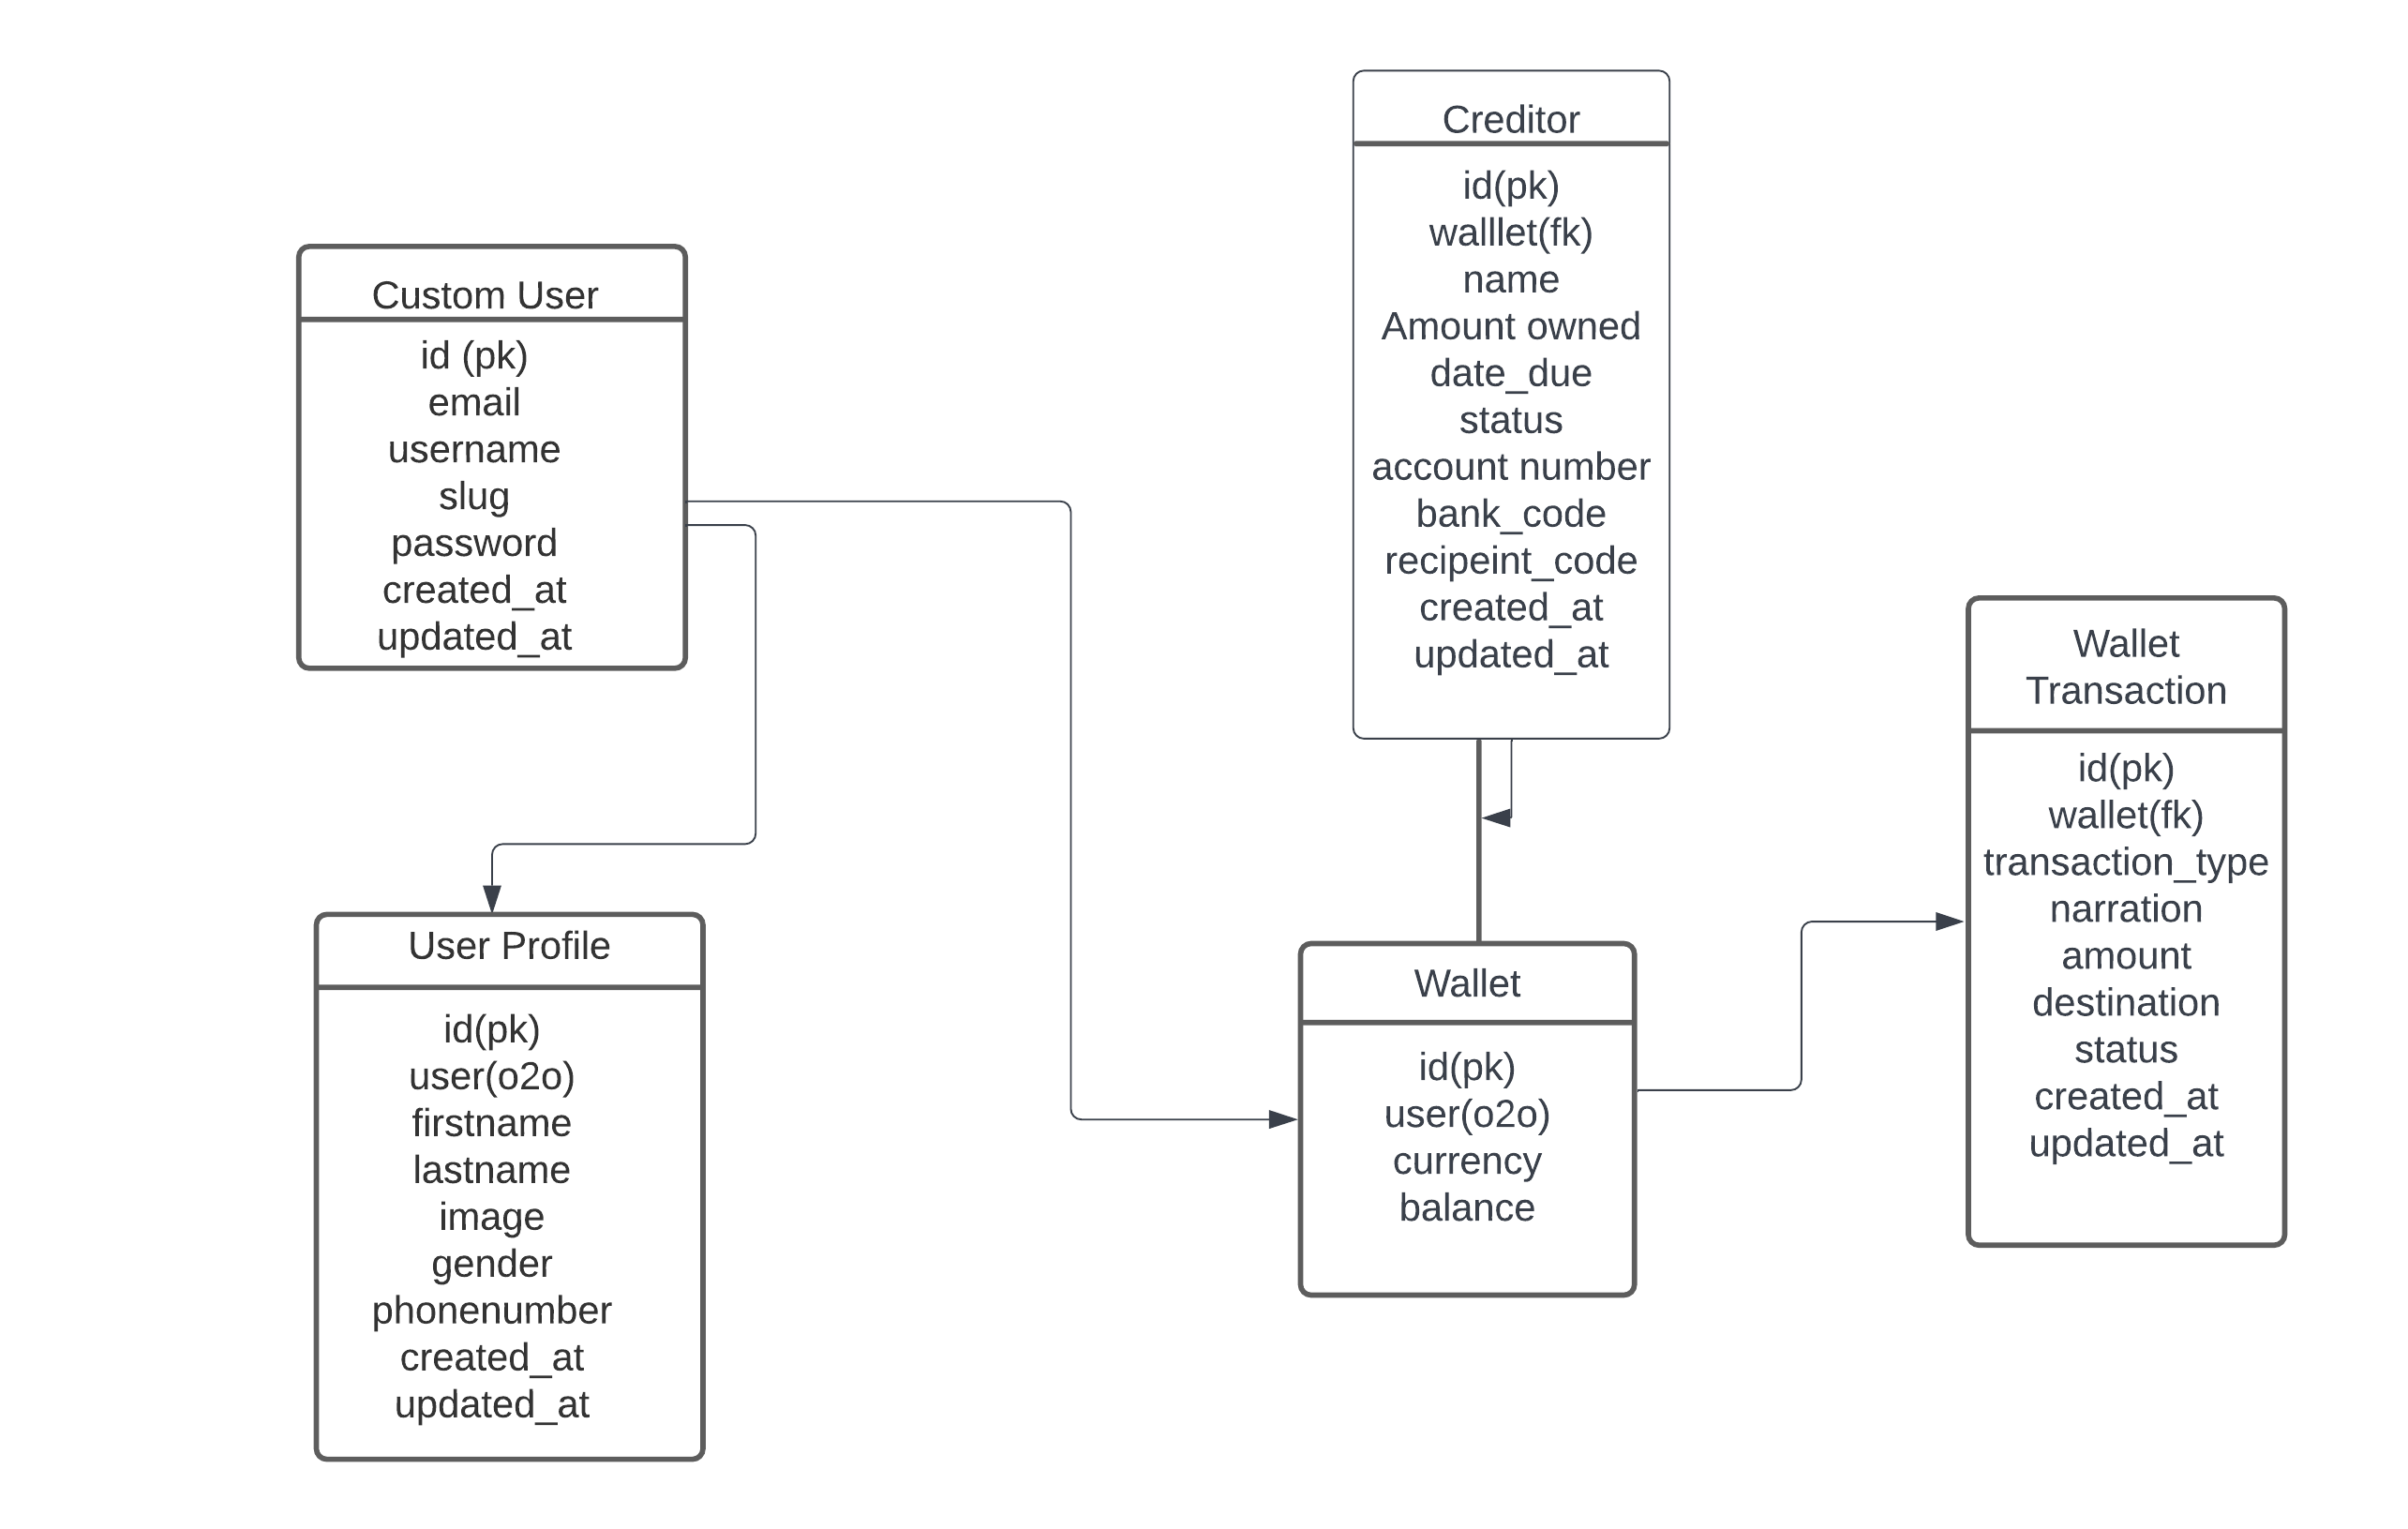 Creditor
id(pk)
walllet(fk)
name
Amount owned
date_due
status
account number
bank_code
recipeint_code
created_at
updated_at
Custom User
id (pk)
email
username
slug
password
created_at
updated_at
Wallet
Transaction
id(pk)
wallet(fk)
transaction_type
narration
amount
destination
status
created_at
updated_at
User Profile
id(pk)
user(o2o)
firstname
lastname
image
gender
phonenumber
created_at
updated_at
Wallet
id(pk)
user(o2o)
currency
balance